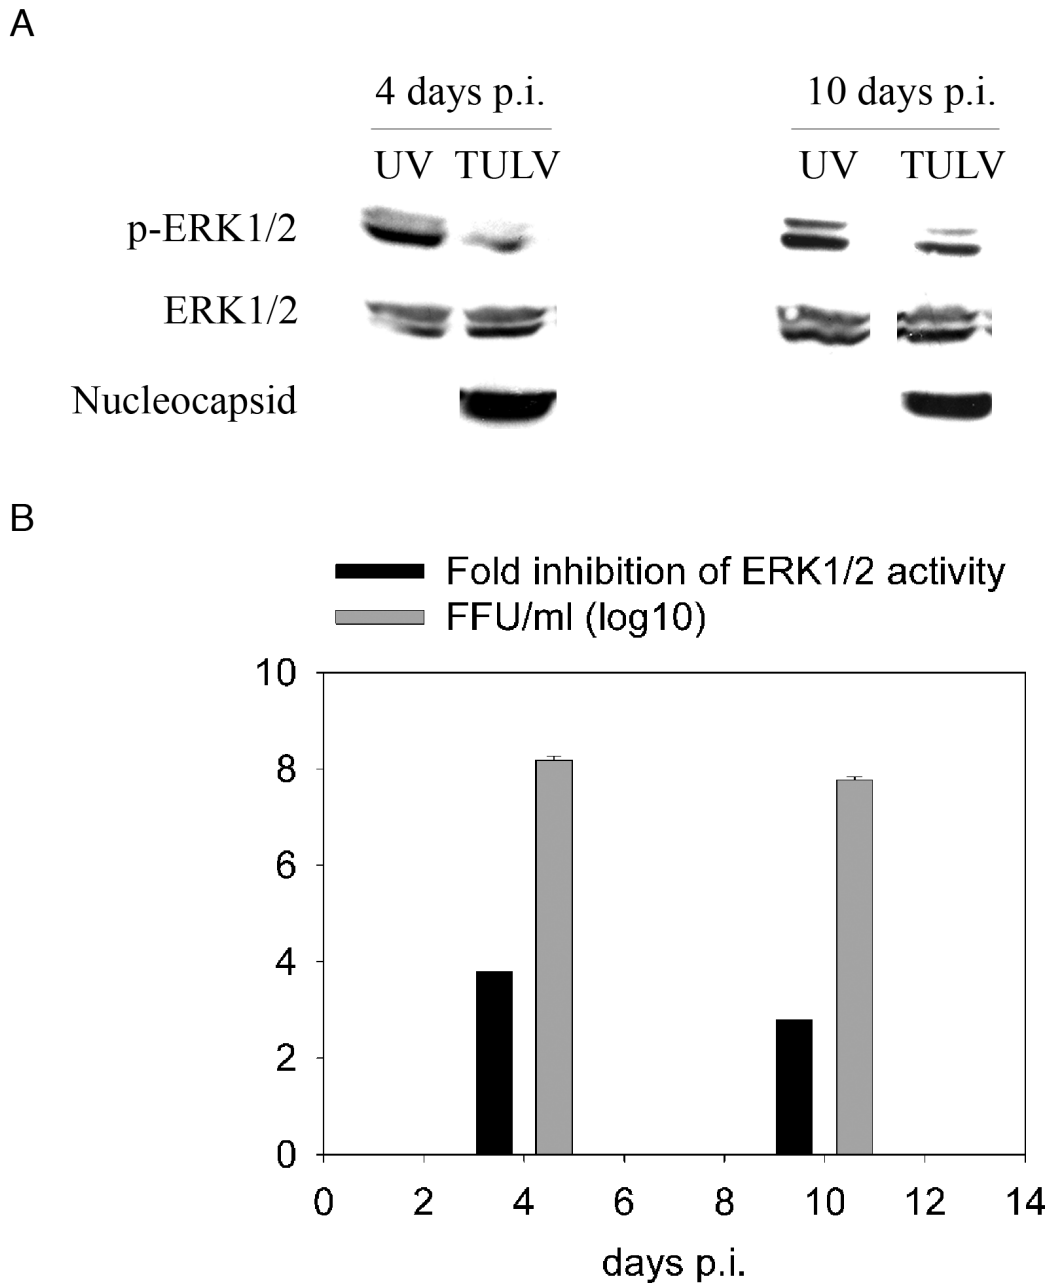 A
4 days p.i. 10 days p.i.
UV TULV UV TULV
p-ERK1/2
ERK1/2
Nucleocapsid
B
Fold inhibition of ERK1/2 activity
FFU/ml (log10)
10
8
6
4
2
0
0 2 4 6 8 10 12 14
days p.i.